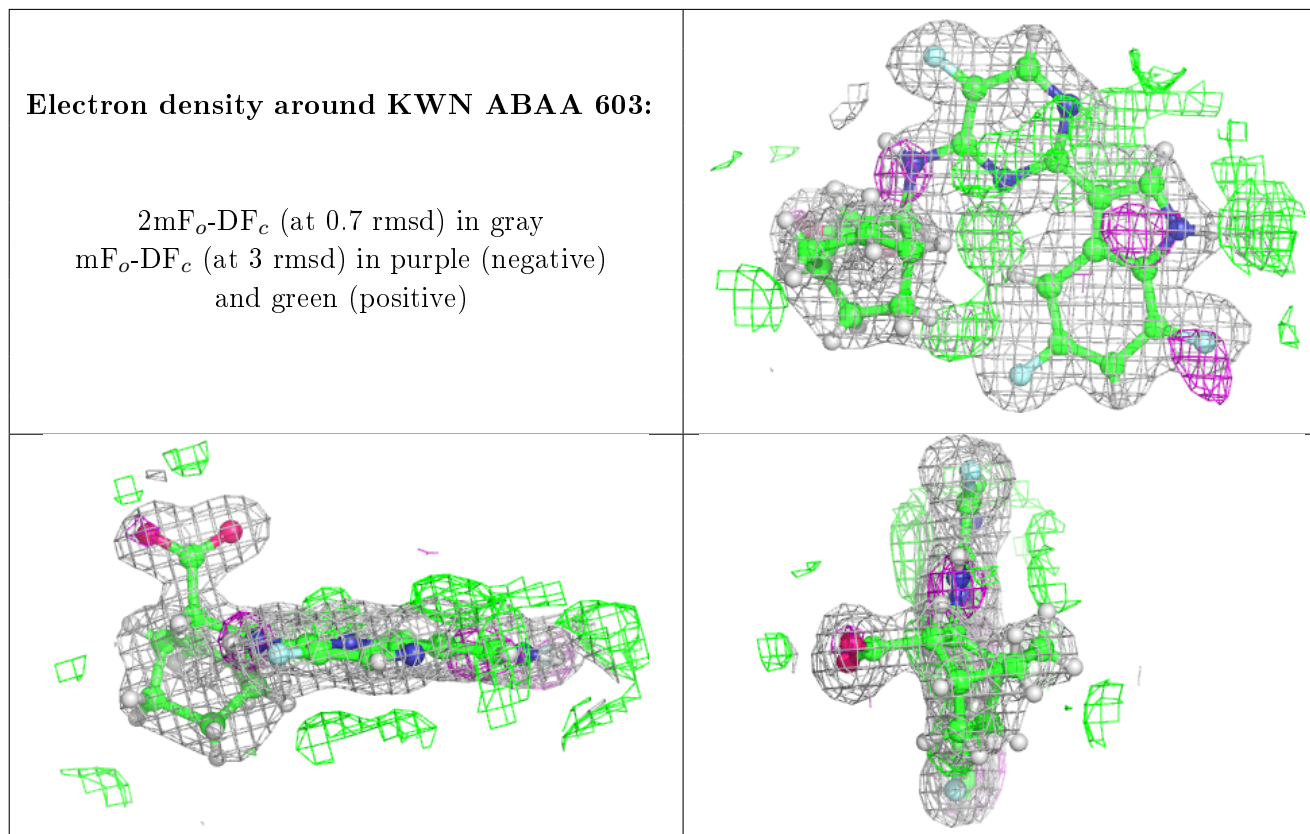 Electron density around KWN ABAA 603:
2mFo-DFc (at 0.7 rmsd) in gray
mFo-DFc (at 3 rmsd) in purple (negative)
and green (positive)